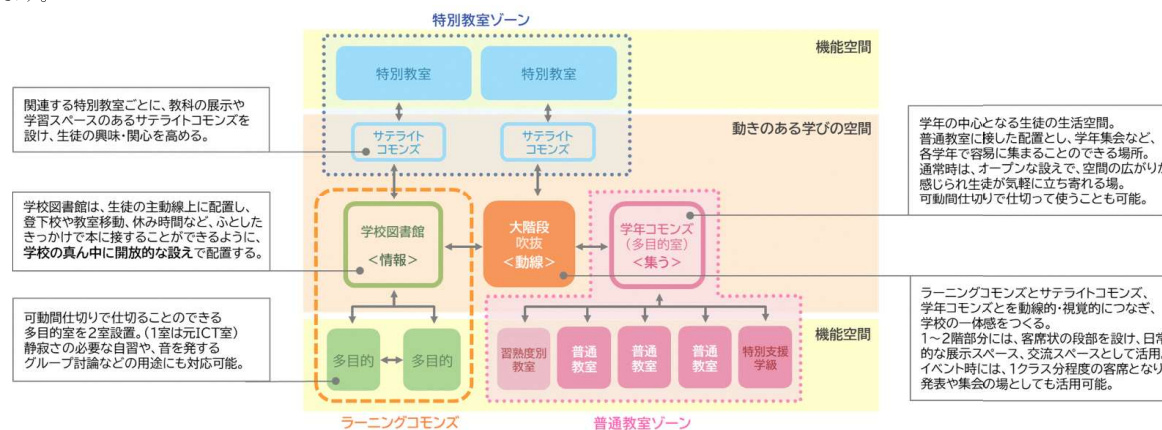 ます。
特別教室ゾーン
機能空間
特別教室
特別教室
関連する特別教室ごとに、教科の展示や
学習スペースのあるサテライトコモンズを
設け、生徒の興味・関心を高める。
サテライト
コモンズ
サテライト
コモンズ
動きのある学びの空間
学年の中心となる生徒の生活空間。
普通教室に接した配置とし、学年集会など、
各学年で容易に集まることのできる場所。
通常時は、オープンな設えで、空間の広がりが
感じられ生徒が気軽に立ち寄れる場。
可動間仕切りで仕切って使うことも可能。
学校図書館は、生徒の主動線上に配置し、
登下校や教室移動、休み時間など、ふとした
きっかけで本に接することができるように、
学校の真ん中に開放的な設えで配置する。
学校図書館
<情報>
大階段
吹抜
<動線>
学年コモンズ
(多目的室)
<集う>
可動間仕切りで仕切ることのできる
多目的室を2室設置。(1室は元ICT室)
静寂さの必要な自習や、音を発する
グループ討論などの用途にも対応可能。
多目的
多目的
習熟度別
教室
普通
教室
普通
教室
普通
教室
特別支援
学級
機能空間
ラーニングコモンズとサテライトコモンズ、
学年コモンズとを動線的・視覚的につなぎ、
学校の一体感をつくる。
1~2階部分には、客席状の段部を設け、日常
的な展示スペース、交流スペースとして活用。
イベント時には、1クラス分程度の客席となり
発表や集会の場としても活用可能。
ラーニングコモンズ
普通教室ゾーン